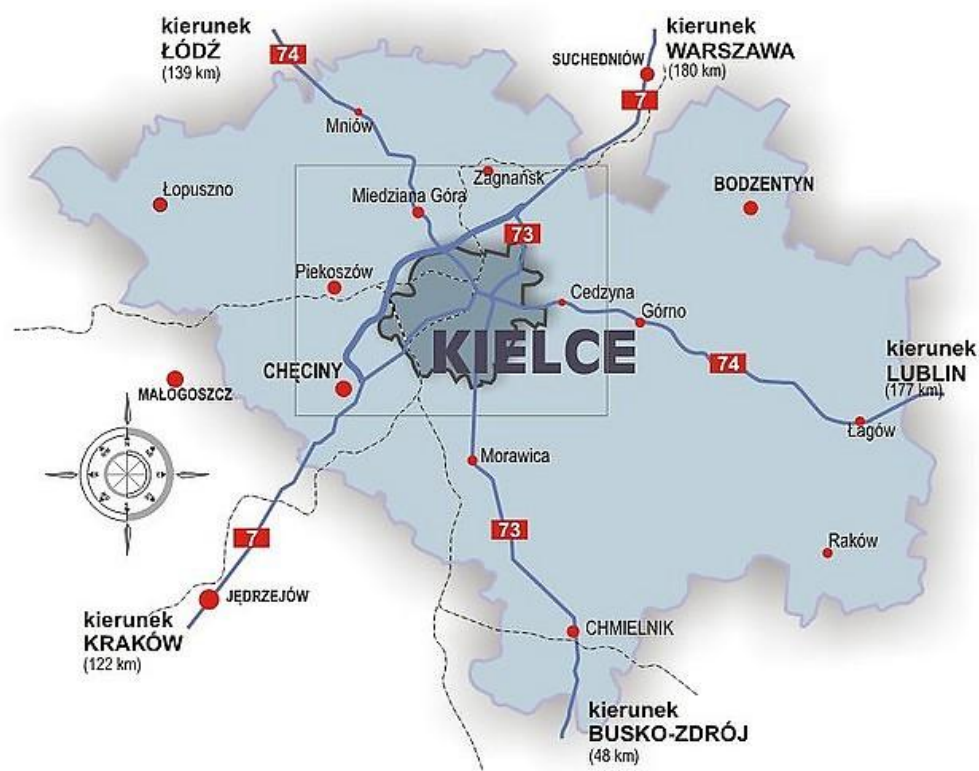 kierunek
ŁÓDŹ
(139 km)
74
kierunek
WARSZAWA
(180 km)
SUCHEDNIÓW
7
Mniów
Zagnańsk
Łopuszno
Miedziana Góra
BODZENTYN
73
Piekoszów
Cedzyna
Górno
KIELCE
kierunek
LUBLIN
(177 km)
74
CHĘCINY
MAŁOGOSZCZ
Łagów
Morawica
73
7
Raków
JĘDRZEJÓW
kierunek
KRAKÓW
(122 km)
CHMIELNIK
kierunek
BUSKO-ZDRÓJ
(48 km)